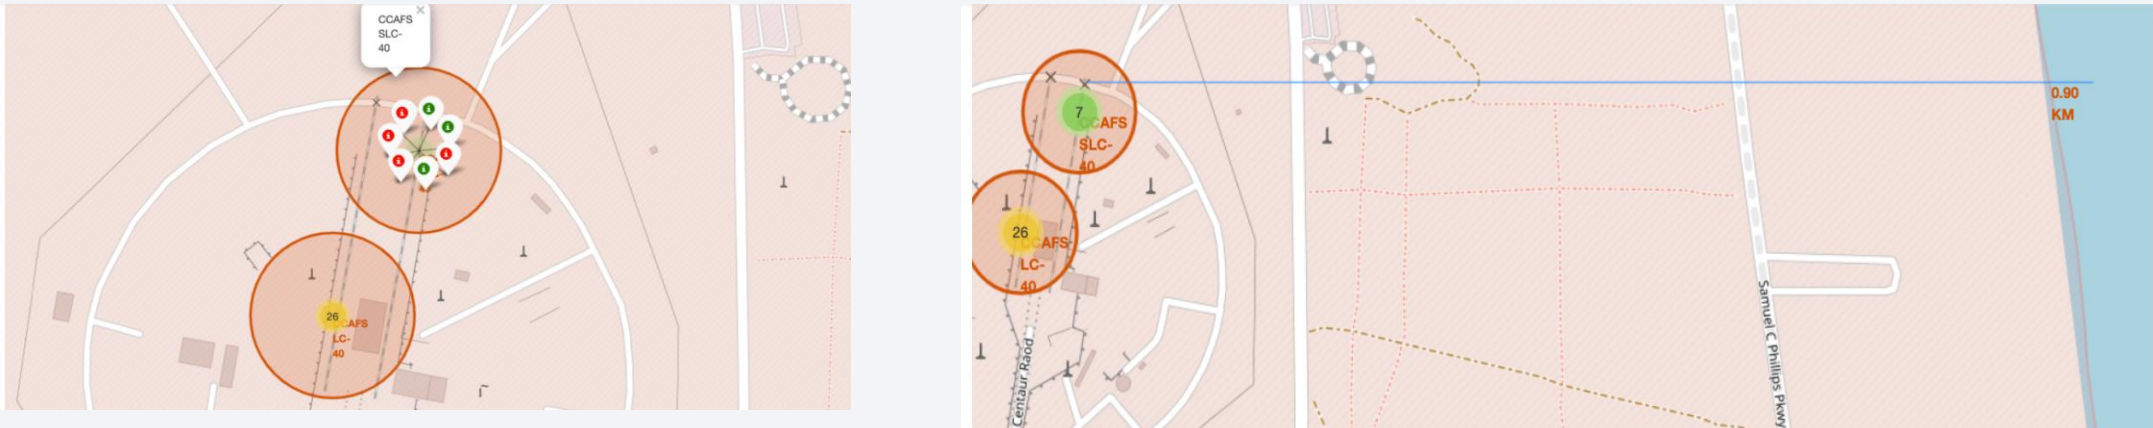 CCAFS
SLC-
40
×
26
CCAFS
LC-
40
7
CCAFS
SLC-
40
26
CCAFS
LC-
40
0.90
KM
Centaur Raod
Samuel C Phillips Pkwy